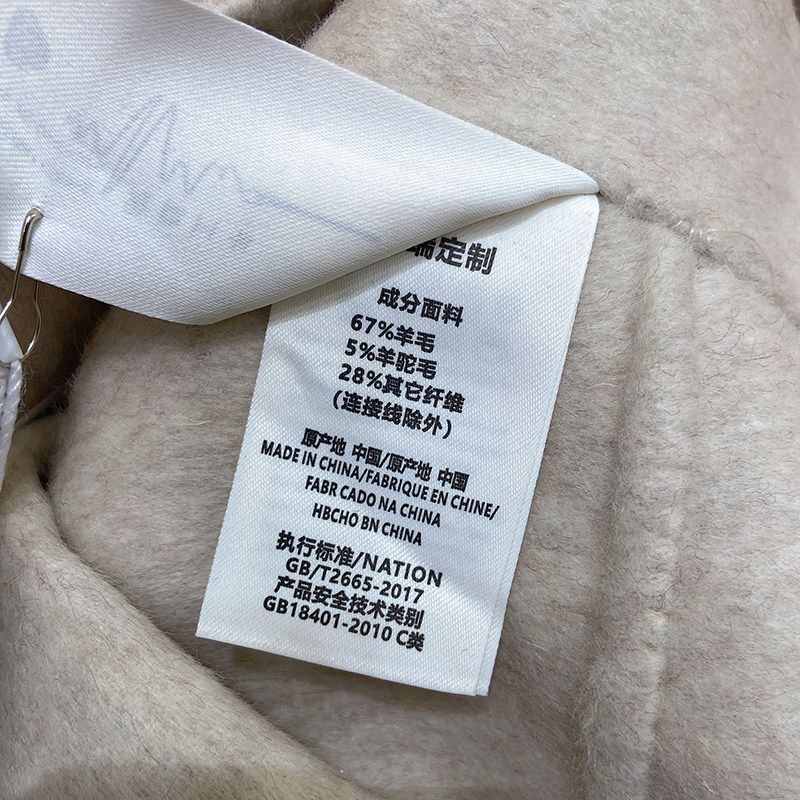 定制
成分面料
67%羊毛
5%羊驼毛
28%其它纤维
(连接线除外)
原产地 中国/原产地 中国
MADE IN CHINA/FABRIQUE EN CHINE/
FABR CADO NA CHINA
HBCHO BN CHINA
执行标准/NATION
GB/T2665-2017
产品安全技术类别
GB18401-2010 C类